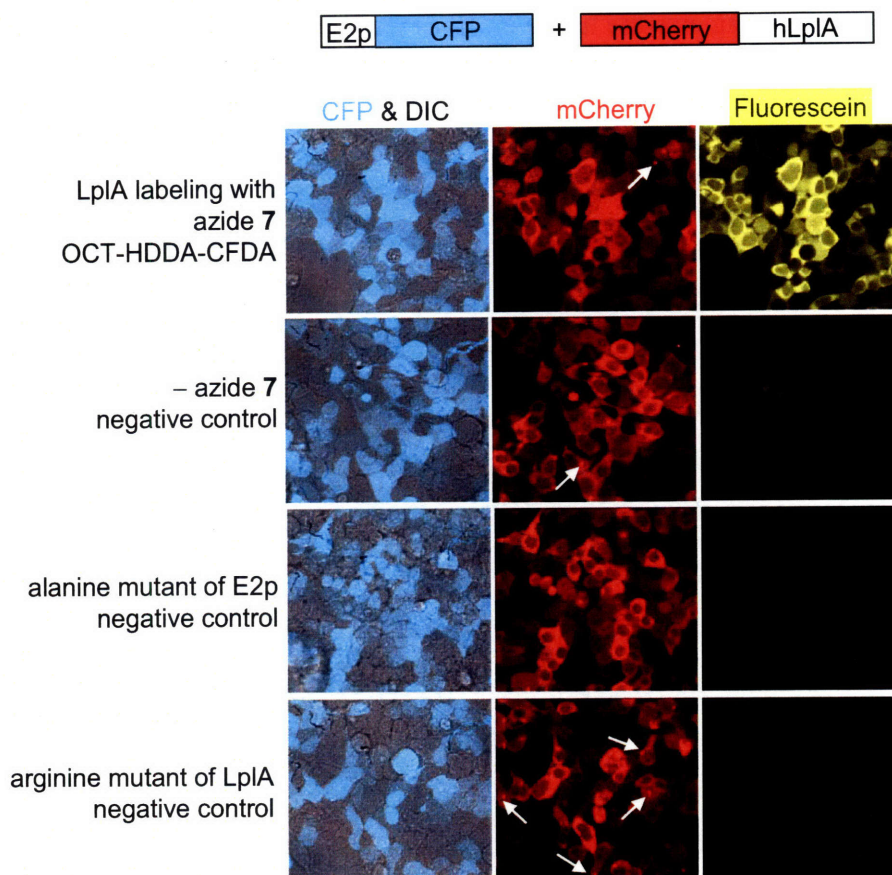 E2p CFP + mCherry hLplA
CFP & DIC mCherry Fluorescein
LplA labeling with
azide 7
OCT-HDDA-CFDA
– azide 7
negative control
alanine mutant of E2p
negative control
arginine mutant of LplA
negative control